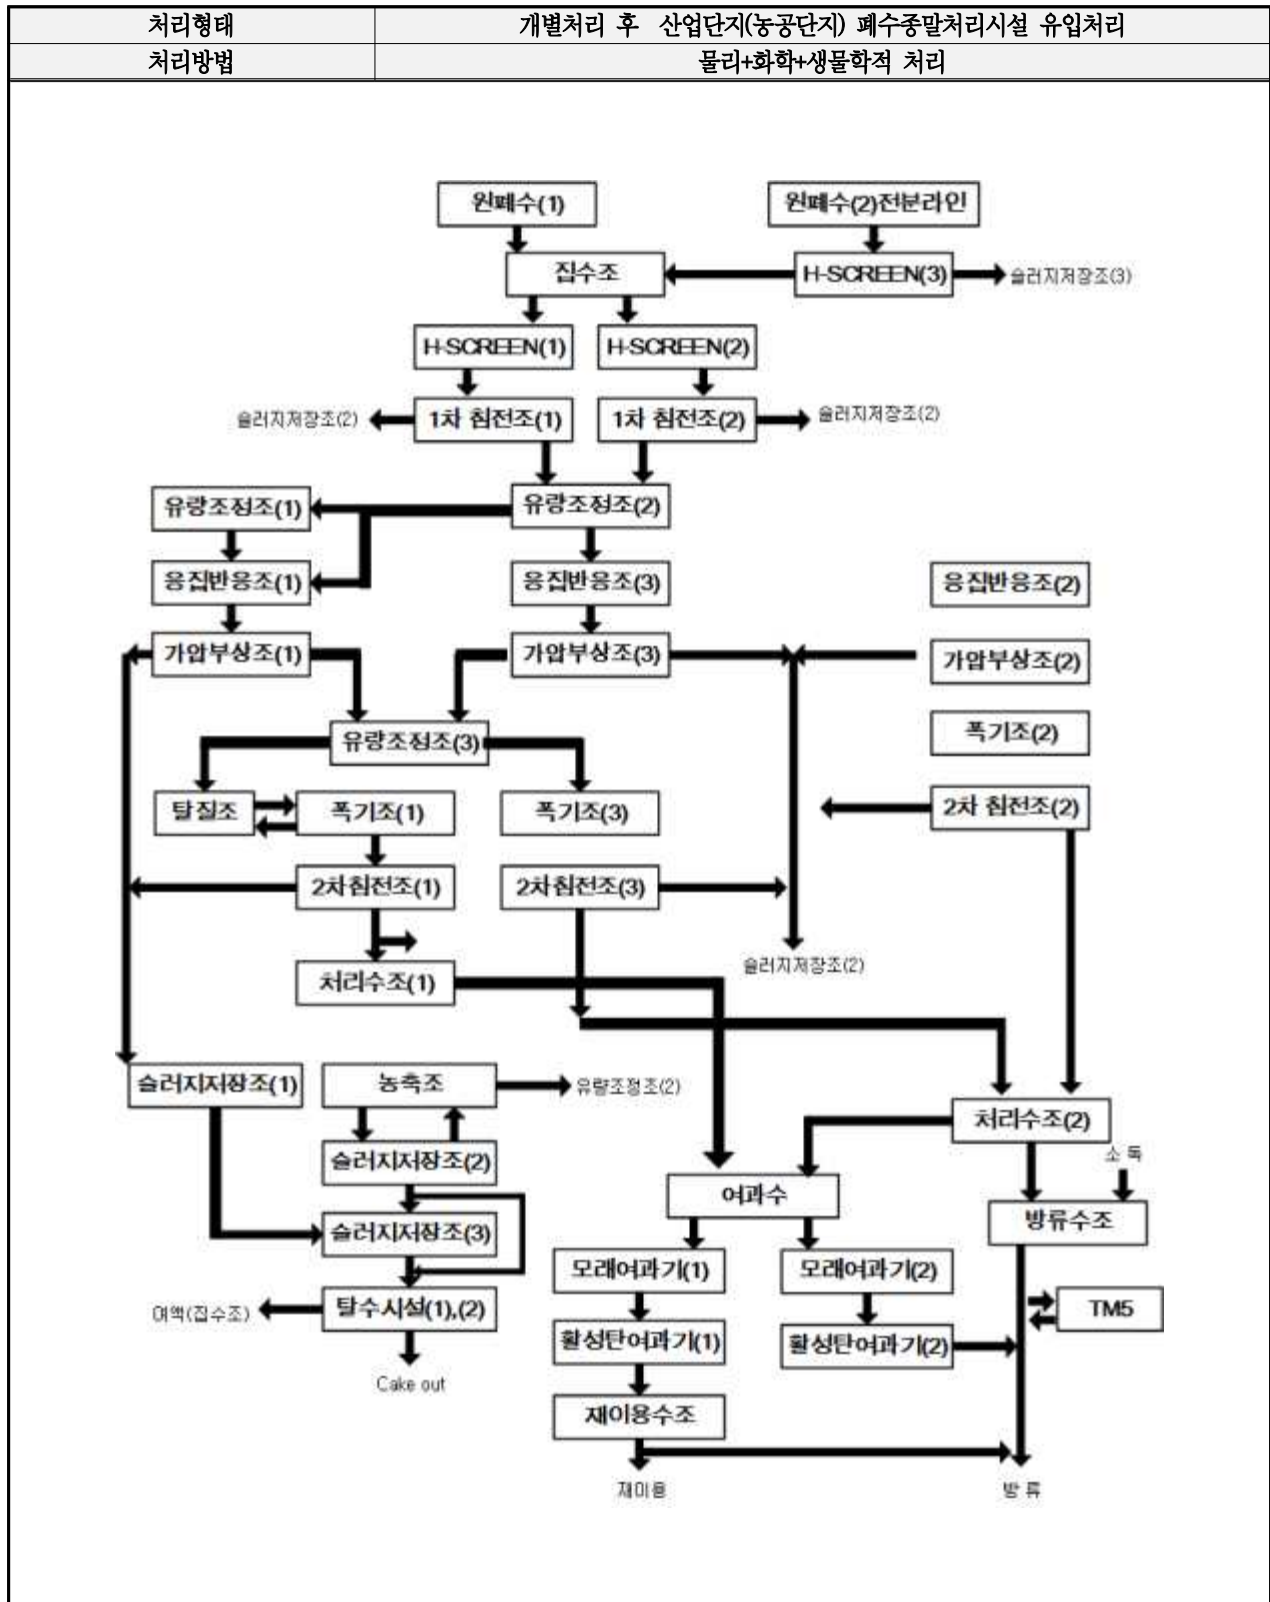 처리형태 개별처리 후 산업단지(농공단지) 폐수종말처리시설 유입처리
처리방법 물리+화학+생물학적 처리
원폐수(1) 원폐수(2)전분라인
집수조 H-SCREEN(3) 슬러지저장조(3)
H-SCREEN(1) H-SCREEN(2)
슬러지저장조(2) 1차 침전조(1) 1차 침전조(2) 슬러지저장조(2)
유량조정조(1) 유량조정조(2)
응집반응조(1) 응집반응조(3) 응집반응조(2)
가압부상조(1) 가압부상조(3) 가압부상조(2)
유량조정조(3) 폭기조(2)
탈질조 폭기조(1) 폭기조(3) 2차 침전조(2)
2차침전조(1) 2차침전조(3)
처리수조(1) 슬러지저장조(2)
슬러지저장조(1) 농축조 유량조정조(2)
처리수조(2)
슬러지저장조(2) 소 독
여과수
슬러지저장조(3) 방류수조
모래여과기(1) 모래여과기(2)
여액(집수조) 탈수시설(1),(2) TM5
활성탄여과기(1) 활성탄여과기(2)
Cake out
재이용수조
재이용 방 류